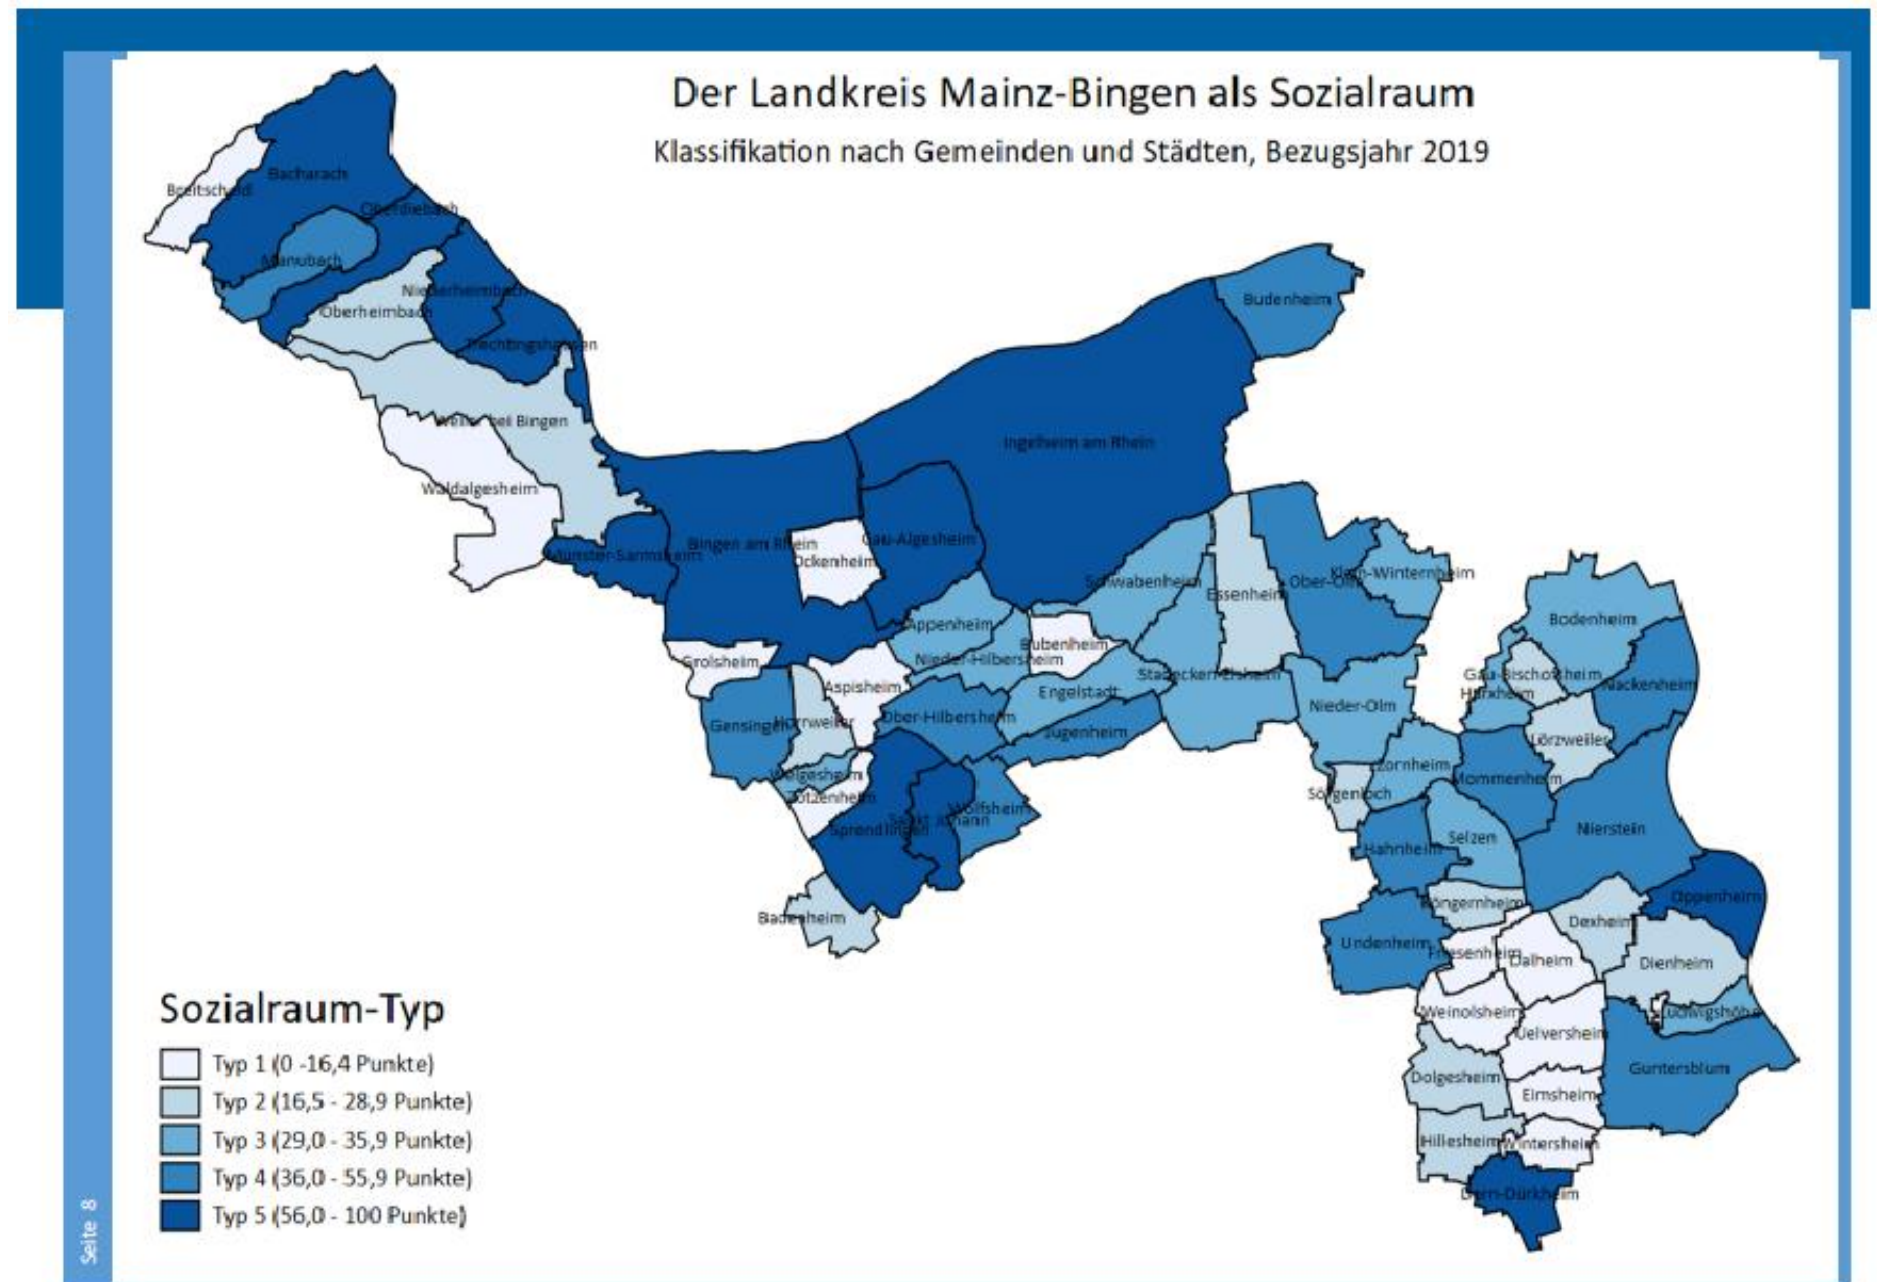 Der Landkreis Mainz-Bingen als Sozialraum
Klassifikation nach Gemeinden und Städten, Bezugsjahr 2019
Breitscheid
Bacharach
Oberdiebach
Manubach
Niederheimbach
Oberheimbach
Trechtingshausen
Weiler bei Bingen
Waldalgesheim
Münster-Sarmsheim
Budenheim
Ingelheim am Rhein
Bingen am Rhein
Ockenheim
Gau-Algesheim
Schwabenheim
Essenheim
Ober-Olm
Klein-Winternheim
Appenheim
Bubenheim
Nieder-Hilbersheim
Grolsheim
Aspisheim
Engelstadt
Stadecken-Elsheim
Nieder-Olm
Gensingen
Horrweiler
Ober-Hilbersheim
Jugenheim
Welgesheim
Zotzenheim
Sprendlingen
Sankt Johann
Wolfsheim
Badenheim
Bodenheim
Gau-Bischofsheim
Harxheim
Nackenheim
Lörzweiler
Zornheim
Mommenheim
Sörgenloch
Hahnheim
Selzen
Nierstein
Köngernheim
Dexheim
Oppenheim
Undenheim
Friesenheim
Dalheim
Dienheim
Weinolsheim
Uelversheim
Ludwigshöhe
Dolgesheim
Eimsheim
Guntersblum
Hillesheim
Wintersheim
Dorn-Dürkheim
Sozialraum-Typ
Typ 1 (0 -16,4 Punkte)
Typ 2 (16,5 - 28,9 Punkte)
Typ 3 (29,0 - 35,9 Punkte)
Typ 4 (36,0 - 55,9 Punkte)
Typ 5 (56,0 - 100 Punkte)
Seite 8